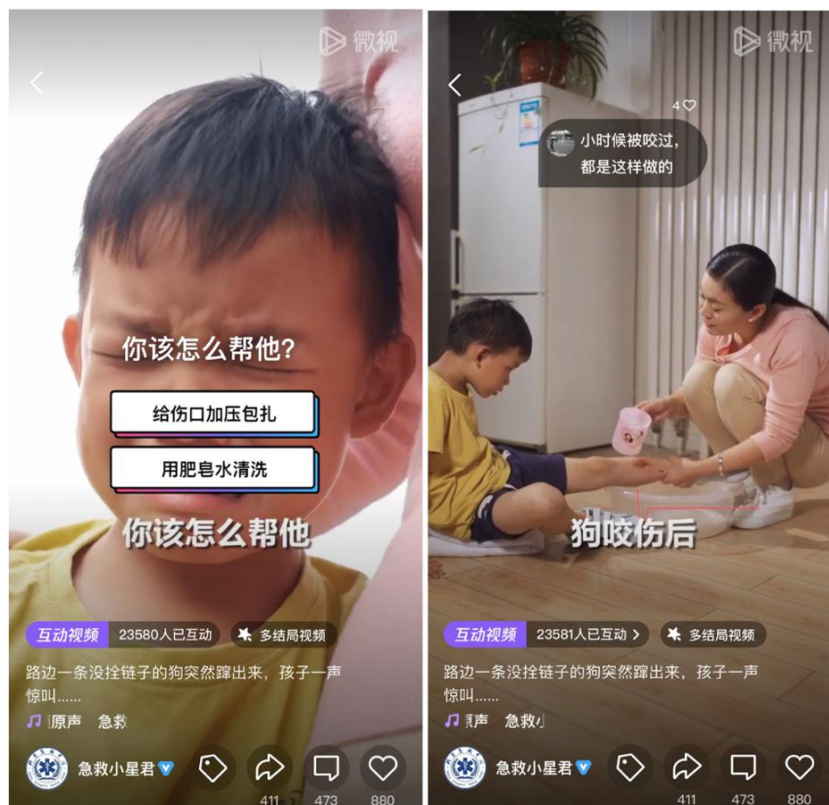 微视
你该怎么帮他?
给伤口加压包扎
用肥皂水清洗
你该怎么帮他
互动视频 23580人已互动 多结局视频
路边一条没拴链子的狗突然蹿出来，孩子一声
惊叫......
原声 急救
急救小星君
411 473 880
微视
4
小时候被咬过，
都是这样做的
狗咬伤后
互动视频 23581人已互动 > 多结局视频
路边一条没拴链子的狗突然蹿出来，孩子一声
惊叫......
原声 急救小
急救小星君
411 473 880